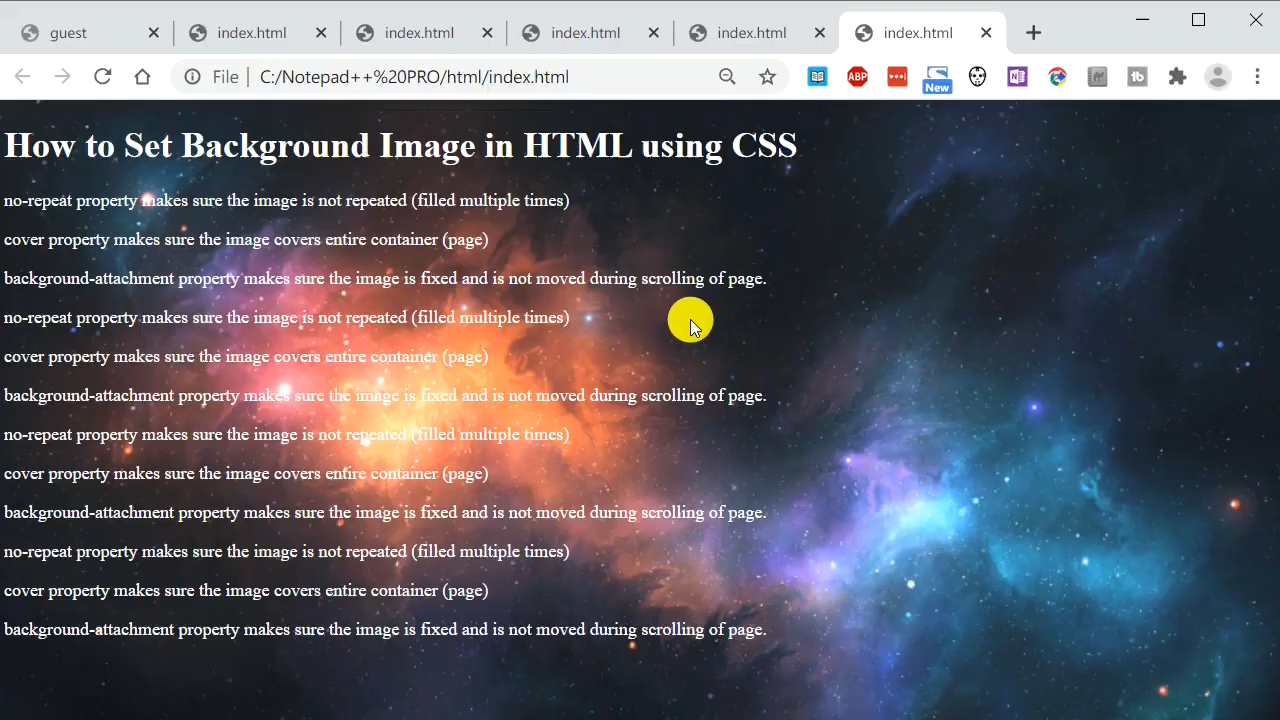 guest
index.html
index.html
index.html
index.html
index.html
File
C:/Notepad++%20PRO/html/index.html
ABP
New
N
tb
How to Set Background Image in HTML using CSS
no-repeat property makes sure the image is not repeated (filled multiple times)
cover property makes sure the image covers entire container (page)
background-attachment property makes sure the image is fixed and is not moved during scrolling of page.
no-repeat property makes sure the image is not repeated (filled multiple times)
cover property makes sure the image covers entire container (page)
background-attachment property makes sure the image is fixed and is not moved during scrolling of page.
no-repeat property makes sure the image is not repeated (filled multiple times)
cover property makes sure the image covers entire container (page)
background-attachment property makes sure the image is fixed and is not moved during scrolling of page.
no-repeat property makes sure the image is not repeated (filled multiple times)
cover property makes sure the image covers entire container (page)
background-attachment property makes sure the image is fixed and is not moved during scrolling of page.